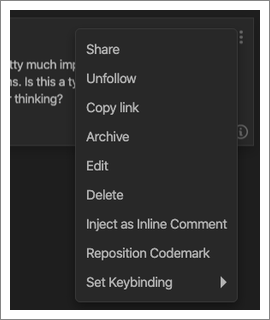 Share
tty much imp
Unfollow
ns. Is this a ty
r thinking?
Copy link
Archive
Edit
Delete
Inject as Inline Comment
Reposition Codemark
Set Keybinding